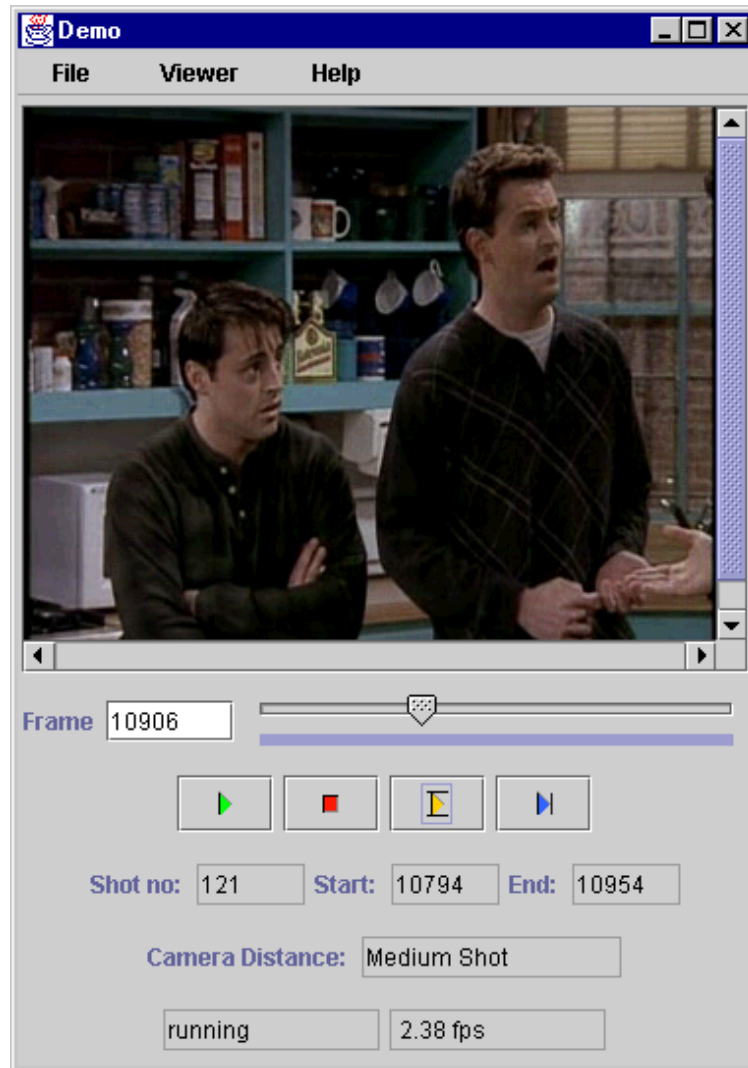 Demo
File Viewer Help
Frame 10906
Shot no: 121 Start: 10794 End: 10954
Camera Distance: Medium Shot
running 2.38 fps